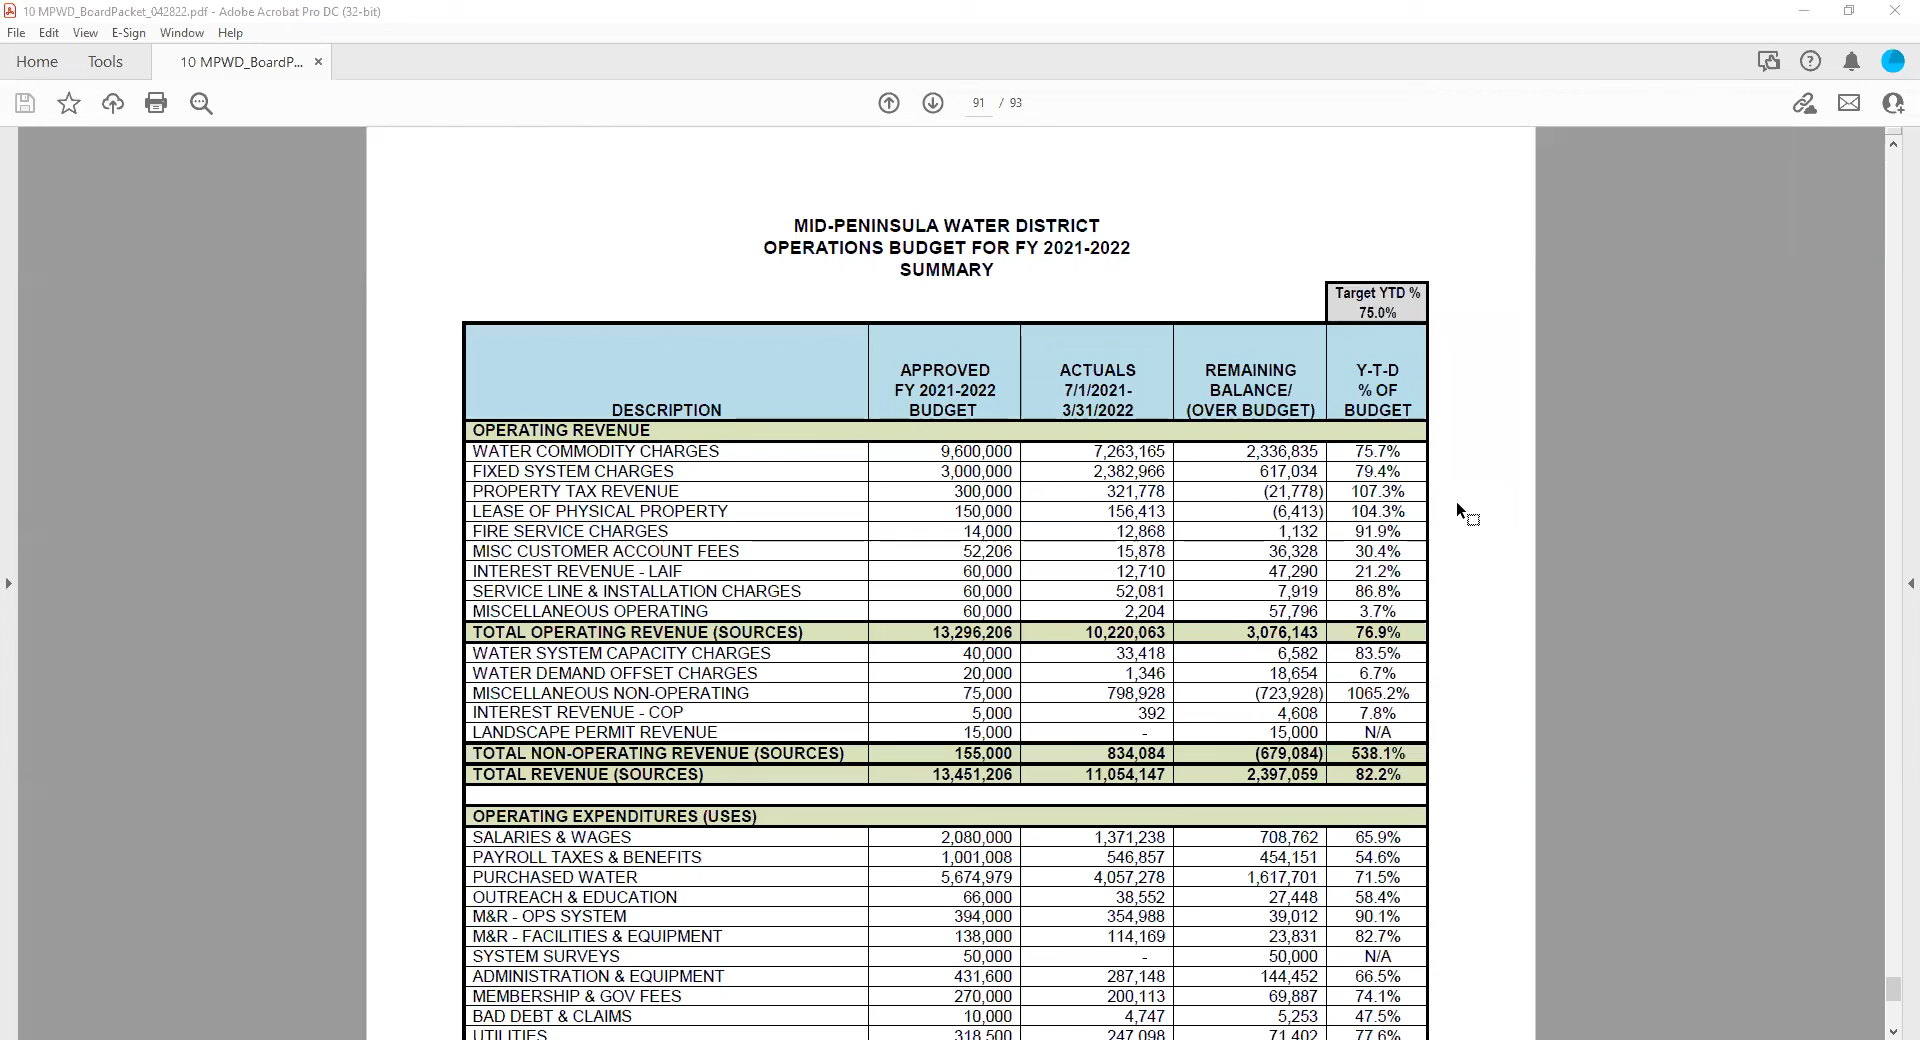 10 MPWD_BoardPacket_042822.pdf - Adobe Acrobat Pro DC (32-bit)
File Edit View E-Sign Window Help
Home Tools 10 MPWD_BoardP... ×
91 / 93
MID-PENINSULA WATER DISTRICT
OPERATIONS BUDGET FOR FY 2021-2022
SUMMARY
Target YTD %
75.0%
DESCRIPTION APPROVED FY 2021-2022 BUDGET ACTUALS 7/1/2021- 3/31/2022 REMAINING BALANCE/ (OVER BUDGET) Y-T-D % OF BUDGET
OPERATING REVENUE
WATER COMMODITY CHARGES 9,600,000 7,263,165 2,336,835 75.7%
FIXED SYSTEM CHARGES 3,000,000 2,382,966 617,034 79.4%
PROPERTY TAX REVENUE 300,000 321,778 (21,778) 107.3%
LEASE OF PHYSICAL PROPERTY 150,000 156,413 (6,413) 104.3%
FIRE SERVICE CHARGES 14,000 12,868 1,132 91.9%
MISC CUSTOMER ACCOUNT FEES 52,206 15,878 36,328 30.4%
INTEREST REVENUE - LAIF 60,000 12,710 47,290 21.2%
SERVICE LINE & INSTALLATION CHARGES 60,000 52,081 7,919 86.8%
MISCELLANEOUS OPERATING 60,000 2,204 57,796 3.7%
TOTAL OPERATING REVENUE (SOURCES) 13,296,206 10,220,063 3,076,143 76.9%
WATER SYSTEM CAPACITY CHARGES 40,000 33,418 6,582 83.5%
WATER DEMAND OFFSET CHARGES 20,000 1,346 18,654 6.7%
MISCELLANEOUS NON-OPERATING 75,000 798,928 (723,928) 1065.2%
INTEREST REVENUE - COP 5,000 392 4,608 7.8%
LANDSCAPE PERMIT REVENUE 15,000 - 15,000 N/A
TOTAL NON-OPERATING REVENUE (SOURCES) 155,000 834,084 (679,084) 538.1%
TOTAL REVENUE (SOURCES) 13,451,206 11,054,147 2,397,059 82.2%
OPERATING EXPENDITURES (USES)
SALARIES & WAGES 2,080,000 1,371,238 708,762 65.9%
PAYROLL TAXES & BENEFITS 1,001,008 546,857 454,151 54.6%
PURCHASED WATER 5,674,979 4,057,278 1,617,701 71.5%
OUTREACH & EDUCATION 66,000 38,552 27,448 58.4%
M&R - OPS SYSTEM 394,000 354,988 39,012 90.1%
M&R - FACILITIES & EQUIPMENT 138,000 114,169 23,831 82.7%
SYSTEM SURVEYS 50,000 - 50,000 N/A
ADMINISTRATION & EQUIPMENT 431,600 287,148 144,452 66.5%
MEMBERSHIP & GOV FEES 270,000 200,113 69,887 74.1%
BAD DEBT & CLAIMS 10,000 4,747 5,253 47.5%
UTILITIES 318,500 247,098 71,402 77.6%